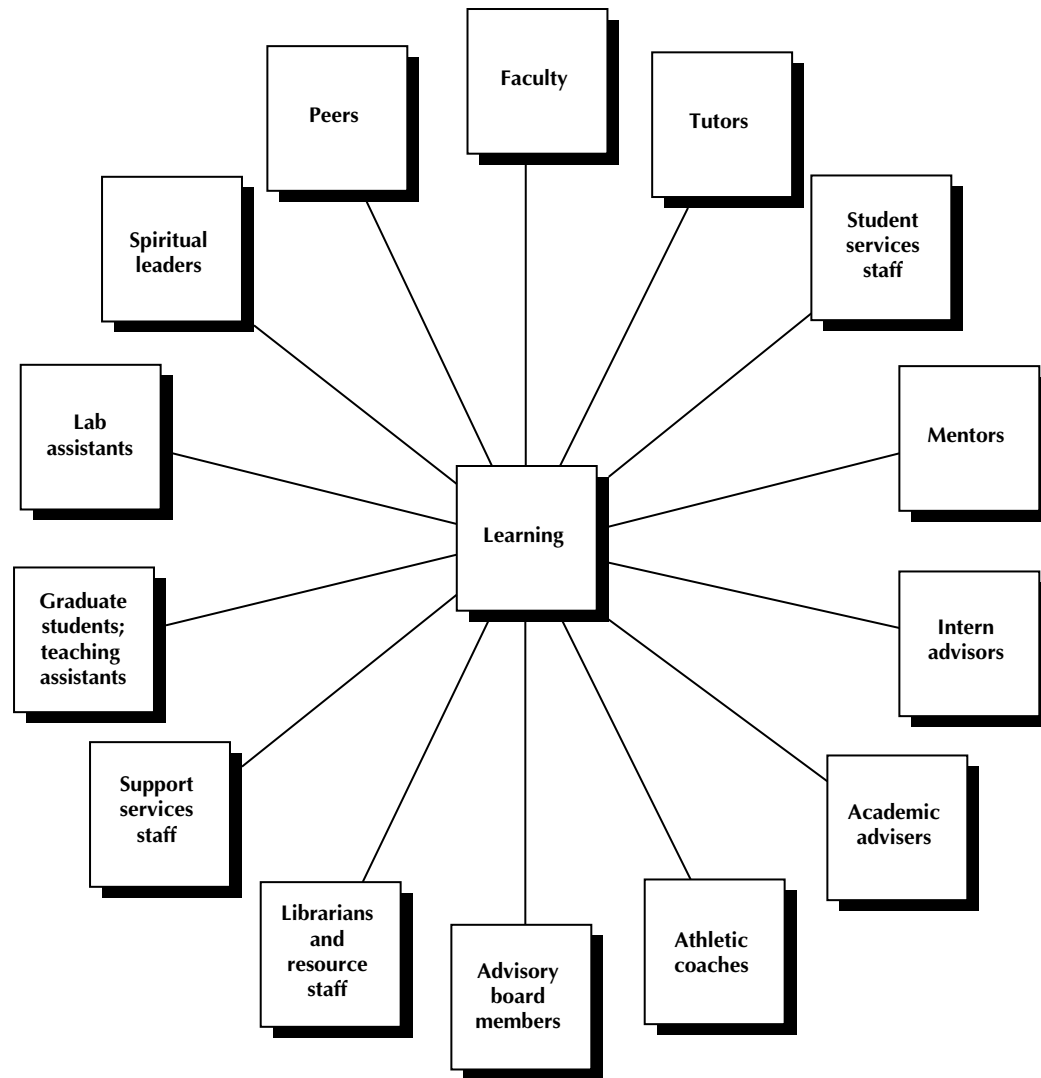 Faculty
Peers
Tutors
Student
services
staff
Spiritual
leaders
Lab
assistants
Mentors
Learning
Graduate
students;
teaching
assistants
Intern
advisors
Support
services
staff
Academic
advisers
Librarians
and
resource
staff
Athletic
coaches
Advisory
board
members